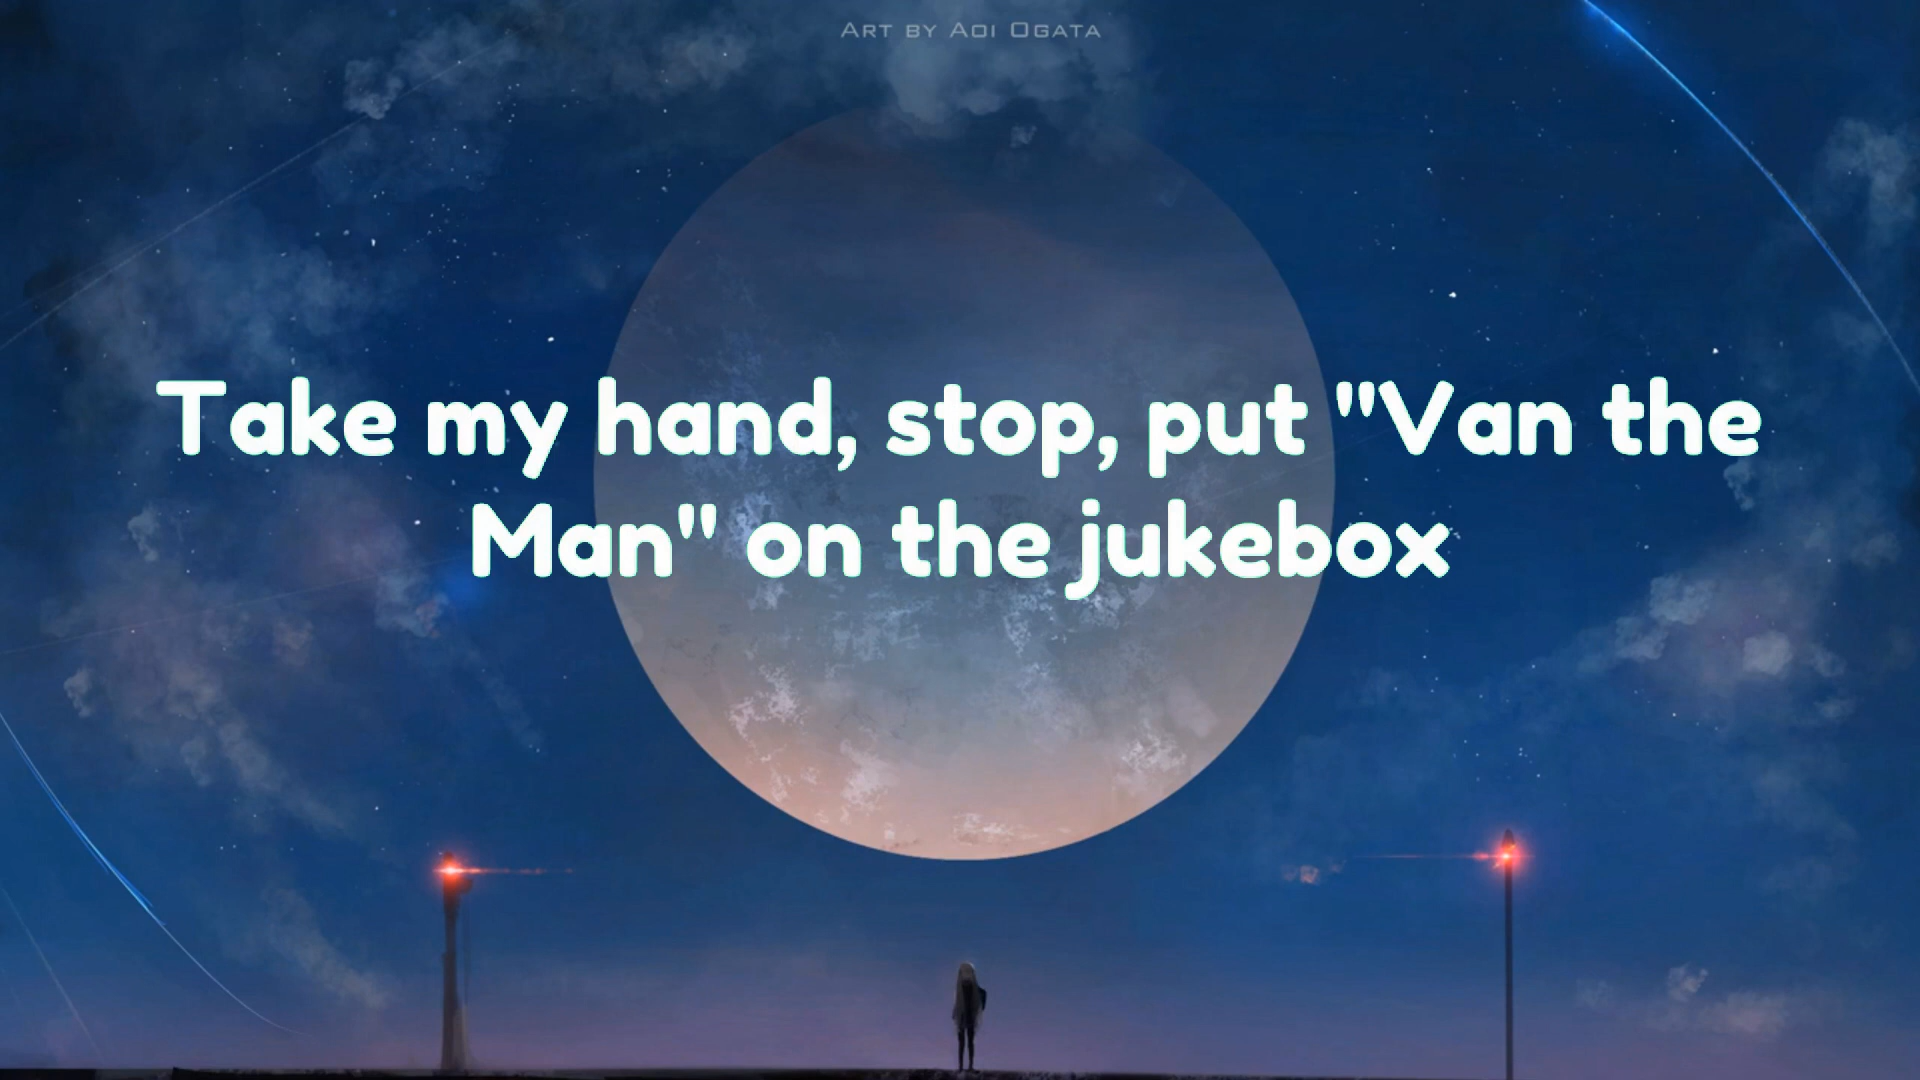 Art by Aoi Ogata
Take my hand, stop, put "Van the
Man" on the jukebox